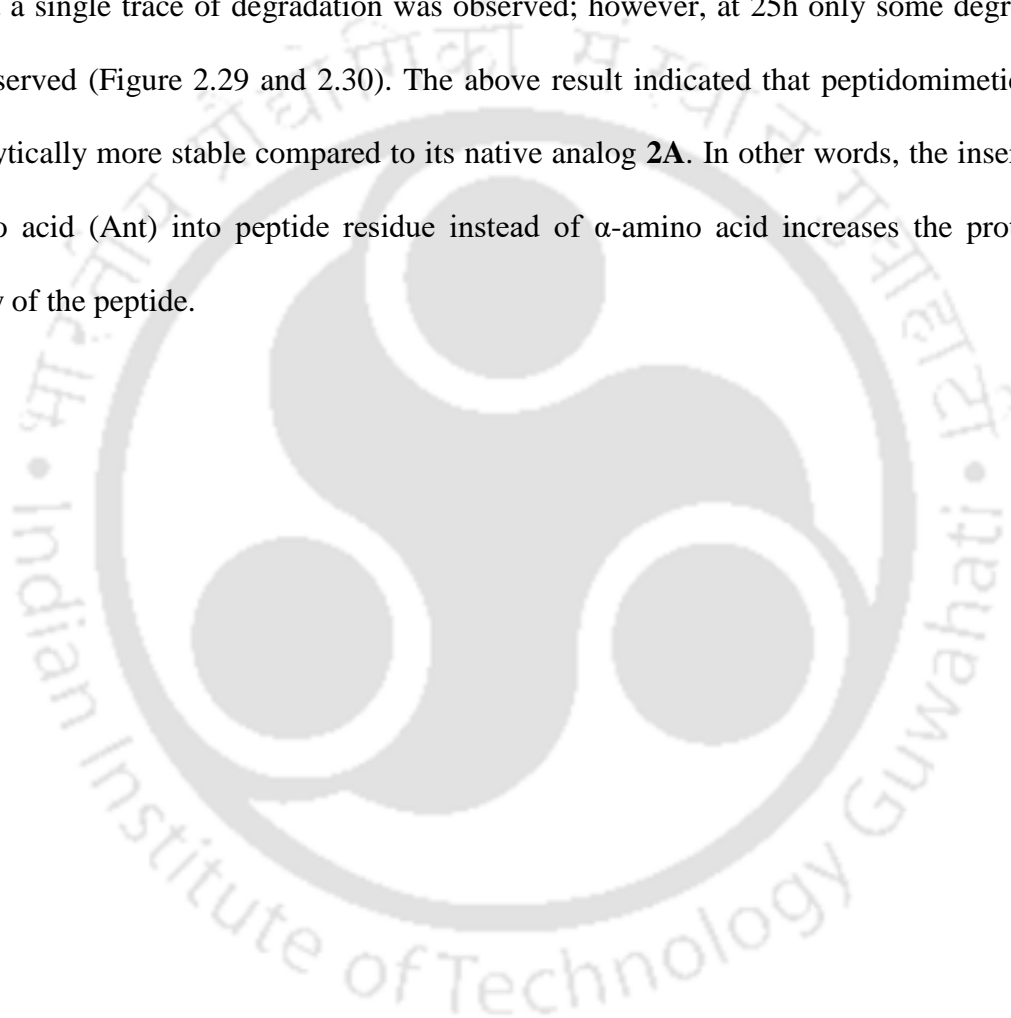 a single trace of degradation was observed; however, at 25h only some degr
served (Figure 2.29 and 2.30). The above result indicated that peptidomimetic
ytically more stable compared to its native analog 2A. In other words, the inser
o acid (Ant) into peptide residue instead of α-amino acid increases the pro
y of the peptide.
Indian Institute of Technology Guwahati